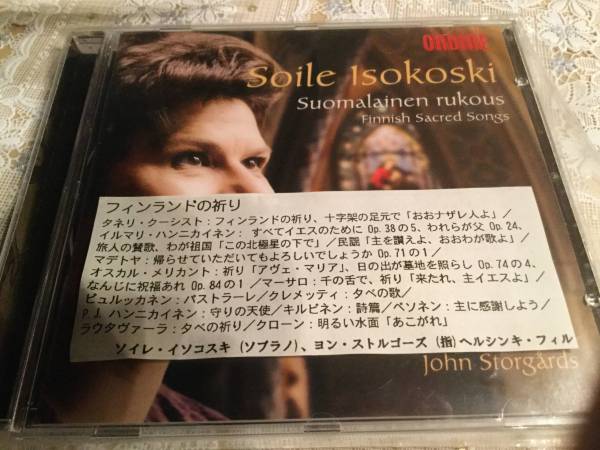 ONDINE
Soile Isokoski
Suomalainen rukous
Finnish Sacred Songs
フィンランドの祈り
タネリ・クーシスト：フィンランドの祈り、十字架の足元で「おおナザレ人よ」／
イルマリ・ハンニカイネン： すべてイエスのために Op.38の5、われらが父 Op.24、
旅人の賛歌、わが祖国「この北極星の下で」／民謡「主を讃えよ、おおわが歌よ」／
マデトヤ：帰らせていただいてもよろしいでしょうか Op.71の1／
オスカル・メリカント：祈り「アヴェ・マリア」、日の出が墓地を照らし Op.74の4、
なんじに祝福あれ Op.84の1 ／マーサロ：千の舌で、祈り「来たれ、主イエスよ」／
ピュルッカネン：パストラーレ／クレメッティ：夕べの歌／
P.J. ハンニカイネン：守りの天使／キルピネン：詩篇／ペソネン：主に感謝しよう／
ラウタヴァーラ：夕べの祈り／クローン：明るい水面「あこがれ」
ソイレ・イソコスキ（ソプラノ）、ヨン・ストルゴーズ（指）ヘルシンキ・フィル
John Storgårds